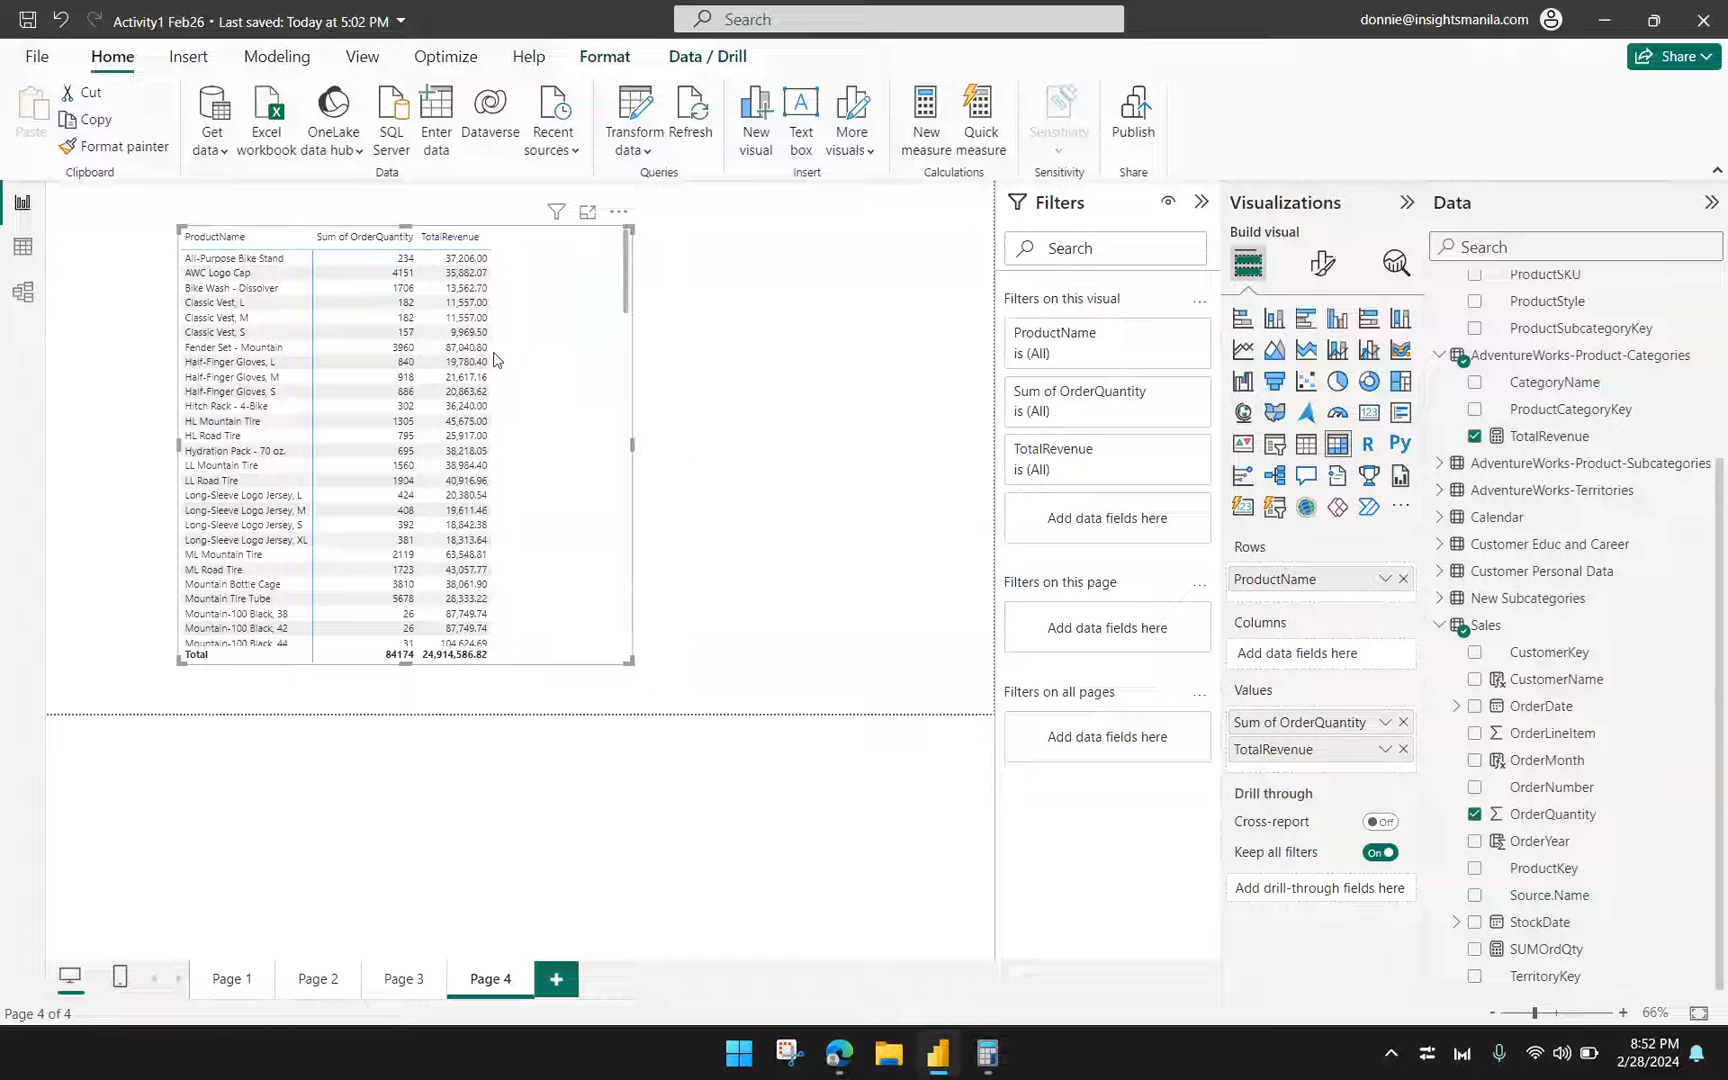 Activity1 Feb26 • Last saved: Today at 5:02 PM
Search
donnie@insightsmanila.com
File
Home
Insert
Modeling
View
Optimize
Help
Format
Data / Drill
Share
Paste
Cut
Copy
Format painter
Clipboard
Get data
Excel workbook
OneLake data hub
SQL Server
Enter data
Dataverse
Recent sources
Data
Transform data
Refresh
Queries
New visual
Text box
More visuals
Insert
New measure
Quick measure
Calculations
Sensitivity
Sensitivity
Publish
Share
ProductName Sum of OrderQuantity TotalRevenue
All-Purpose Bike Stand 234 37,206.00
AWC Logo Cap 4151 35,882.07
Bike Wash - Dissolver 1706 13,562.70
Classic Vest, L 182 11,557.00
Classic Vest, M 182 11,557.00
Classic Vest, S 157 9,969.50
Fender Set - Mountain 3960 87,040.80
Half-Finger Gloves, L 840 19,780.40
Half-Finger Gloves, M 918 21,617.16
Half-Finger Gloves, S 886 20,863.62
Hitch Rack - 4-Bike 302 36,240.00
HL Mountain Tire 1305 45,675.00
HL Road Tire 795 25,917.00
Hydration Pack - 70 oz. 695 38,218.05
LL Mountain Tire 1560 38,984.40
LL Road Tire 1904 40,916.96
Long-Sleeve Logo Jersey, L 424 20,380.54
Long-Sleeve Logo Jersey, M 408 19,611.46
Long-Sleeve Logo Jersey, S 392 18,842.38
Long-Sleeve Logo Jersey, XL 381 18,313.64
ML Mountain Tire 2119 63,548.81
ML Road Tire 1723 43,057.77
Mountain Bottle Cage 3810 38,061.90
Mountain Tire Tube 5678 28,333.22
Mountain-100 Black, 38 26 87,749.74
Mountain-100 Black, 42 26 87,749.74
Mountain-100 Black, 44 31 104,624.69
Total 84174 24,914,586.82
Filters
Search
Filters on this visual
ProductName
is (All)
Sum of OrderQuantity
is (All)
TotalRevenue
is (All)
Add data fields here
Filters on this page
Add data fields here
Filters on all pages
Add data fields here
Visualizations
Build visual
R
Py
123
123
Rows
ProductName
Columns
Add data fields here
Values
Sum of OrderQuantity
TotalRevenue
Drill through
Cross-report Off
Keep all filters On
Add drill-through fields here
Data
Search
ProductSKU
ProductStyle
ProductSubcategoryKey
AdventureWorks-Product-Categories
CategoryName
ProductCategoryKey
TotalRevenue
AdventureWorks-Product-Subcategories
AdventureWorks-Territories
Calendar
Customer Educ and Career
Customer Personal Data
New Subcategories
Sales
CustomerKey
CustomerName
OrderDate
OrderLineItem
OrderMonth
OrderNumber
OrderQuantity
OrderYear
ProductKey
Source.Name
StockDate
SUMOrdQty
TerritoryKey
Page 1
Page 2
Page 3
Page 4
Page 4 of 4
- + 66%
8:52 PM
2/28/2024